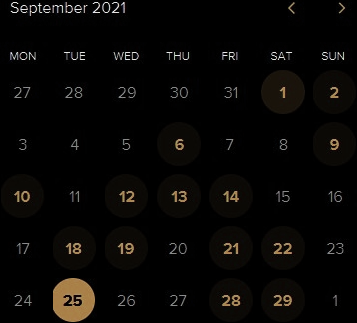 September 2021
MON TUE WED THU FRI SAT SUN
27 28 29 30 31 1 2
3 4 5 6 7 8 9
10 11 12 13 14 15 16
17 18 19 20 21 22 23
24 25 26 27 28 29 1